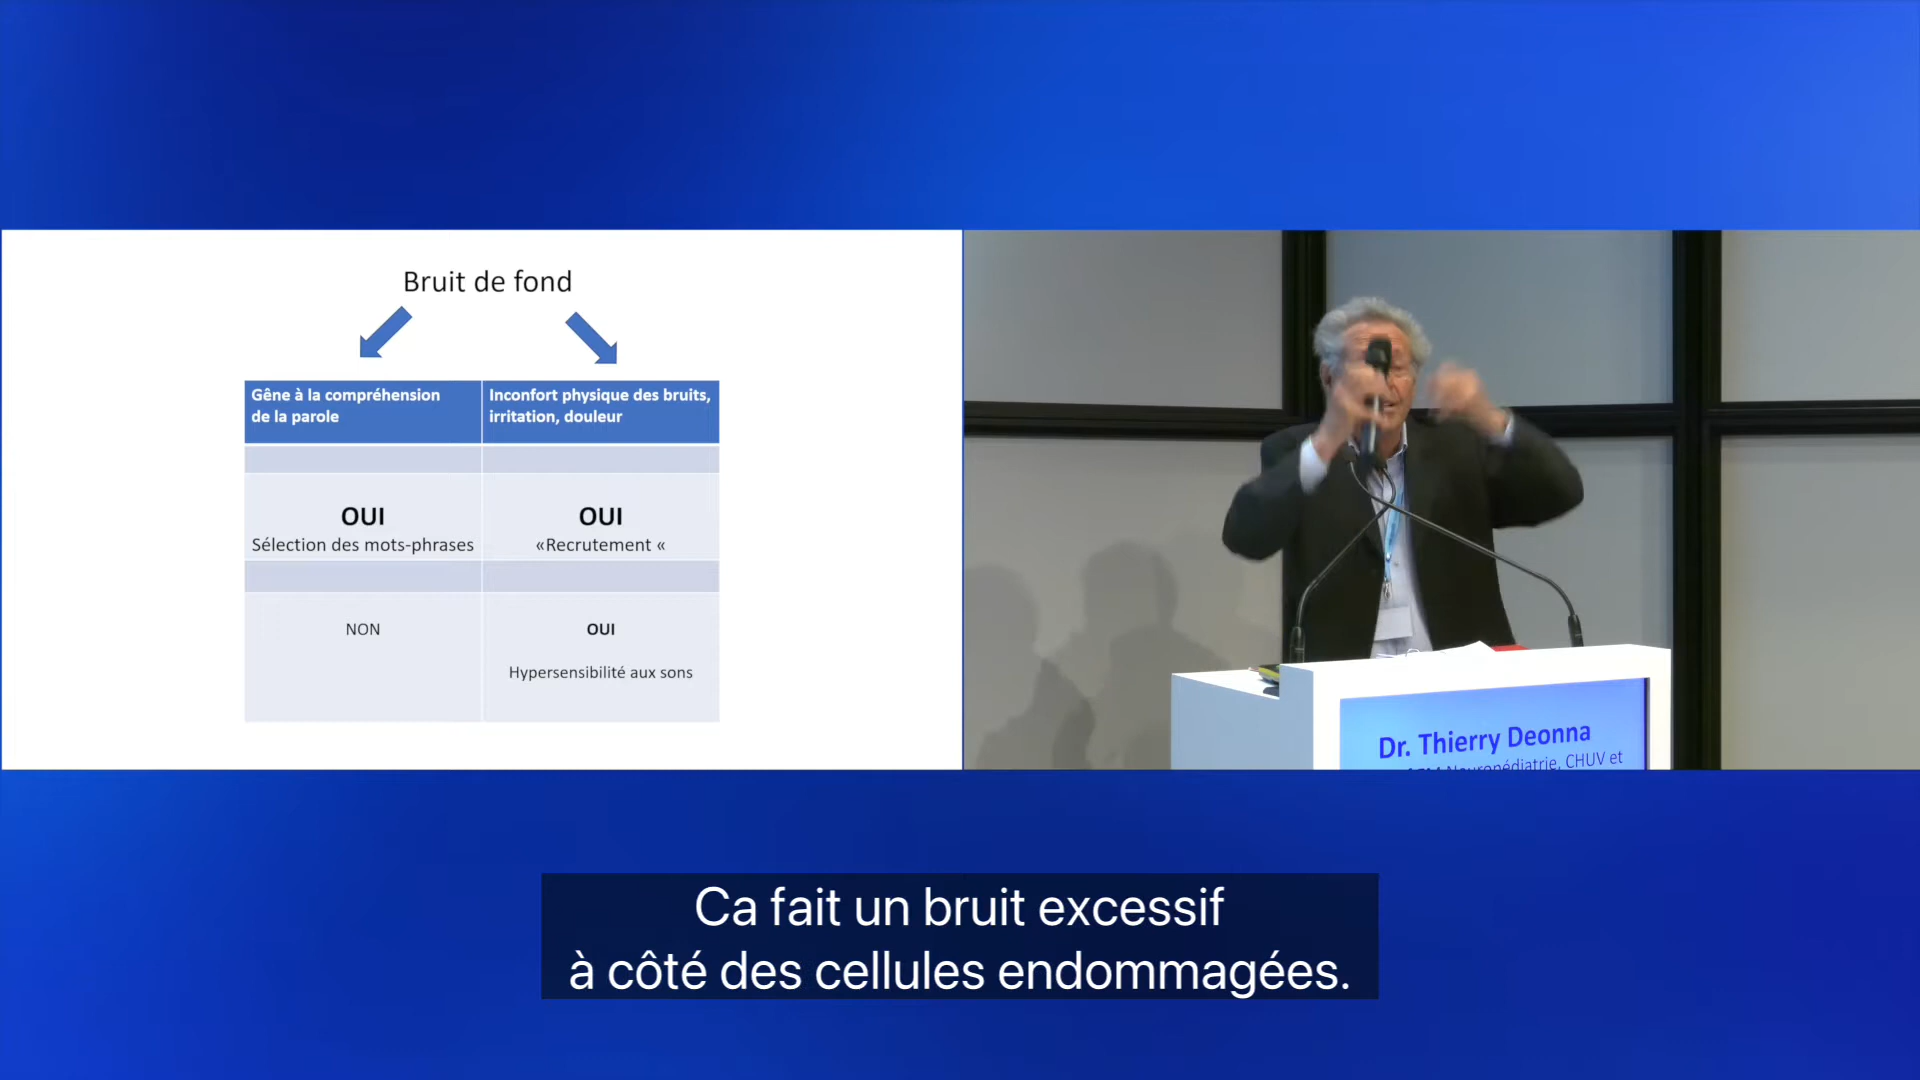 Bruit de fond
Gêne à la compréhension
de la parole
Inconfort physique des bruits,
irritation, douleur
OUI
Sélection des mots-phrases
OUI
«Recrutement «
NON
OUI
Hypersensibilité aux sons
Dr. Thierry Deonna
Neuropédiatrie, CHUV et
Ca fait un bruit excessif
à côté des cellules endommagées.